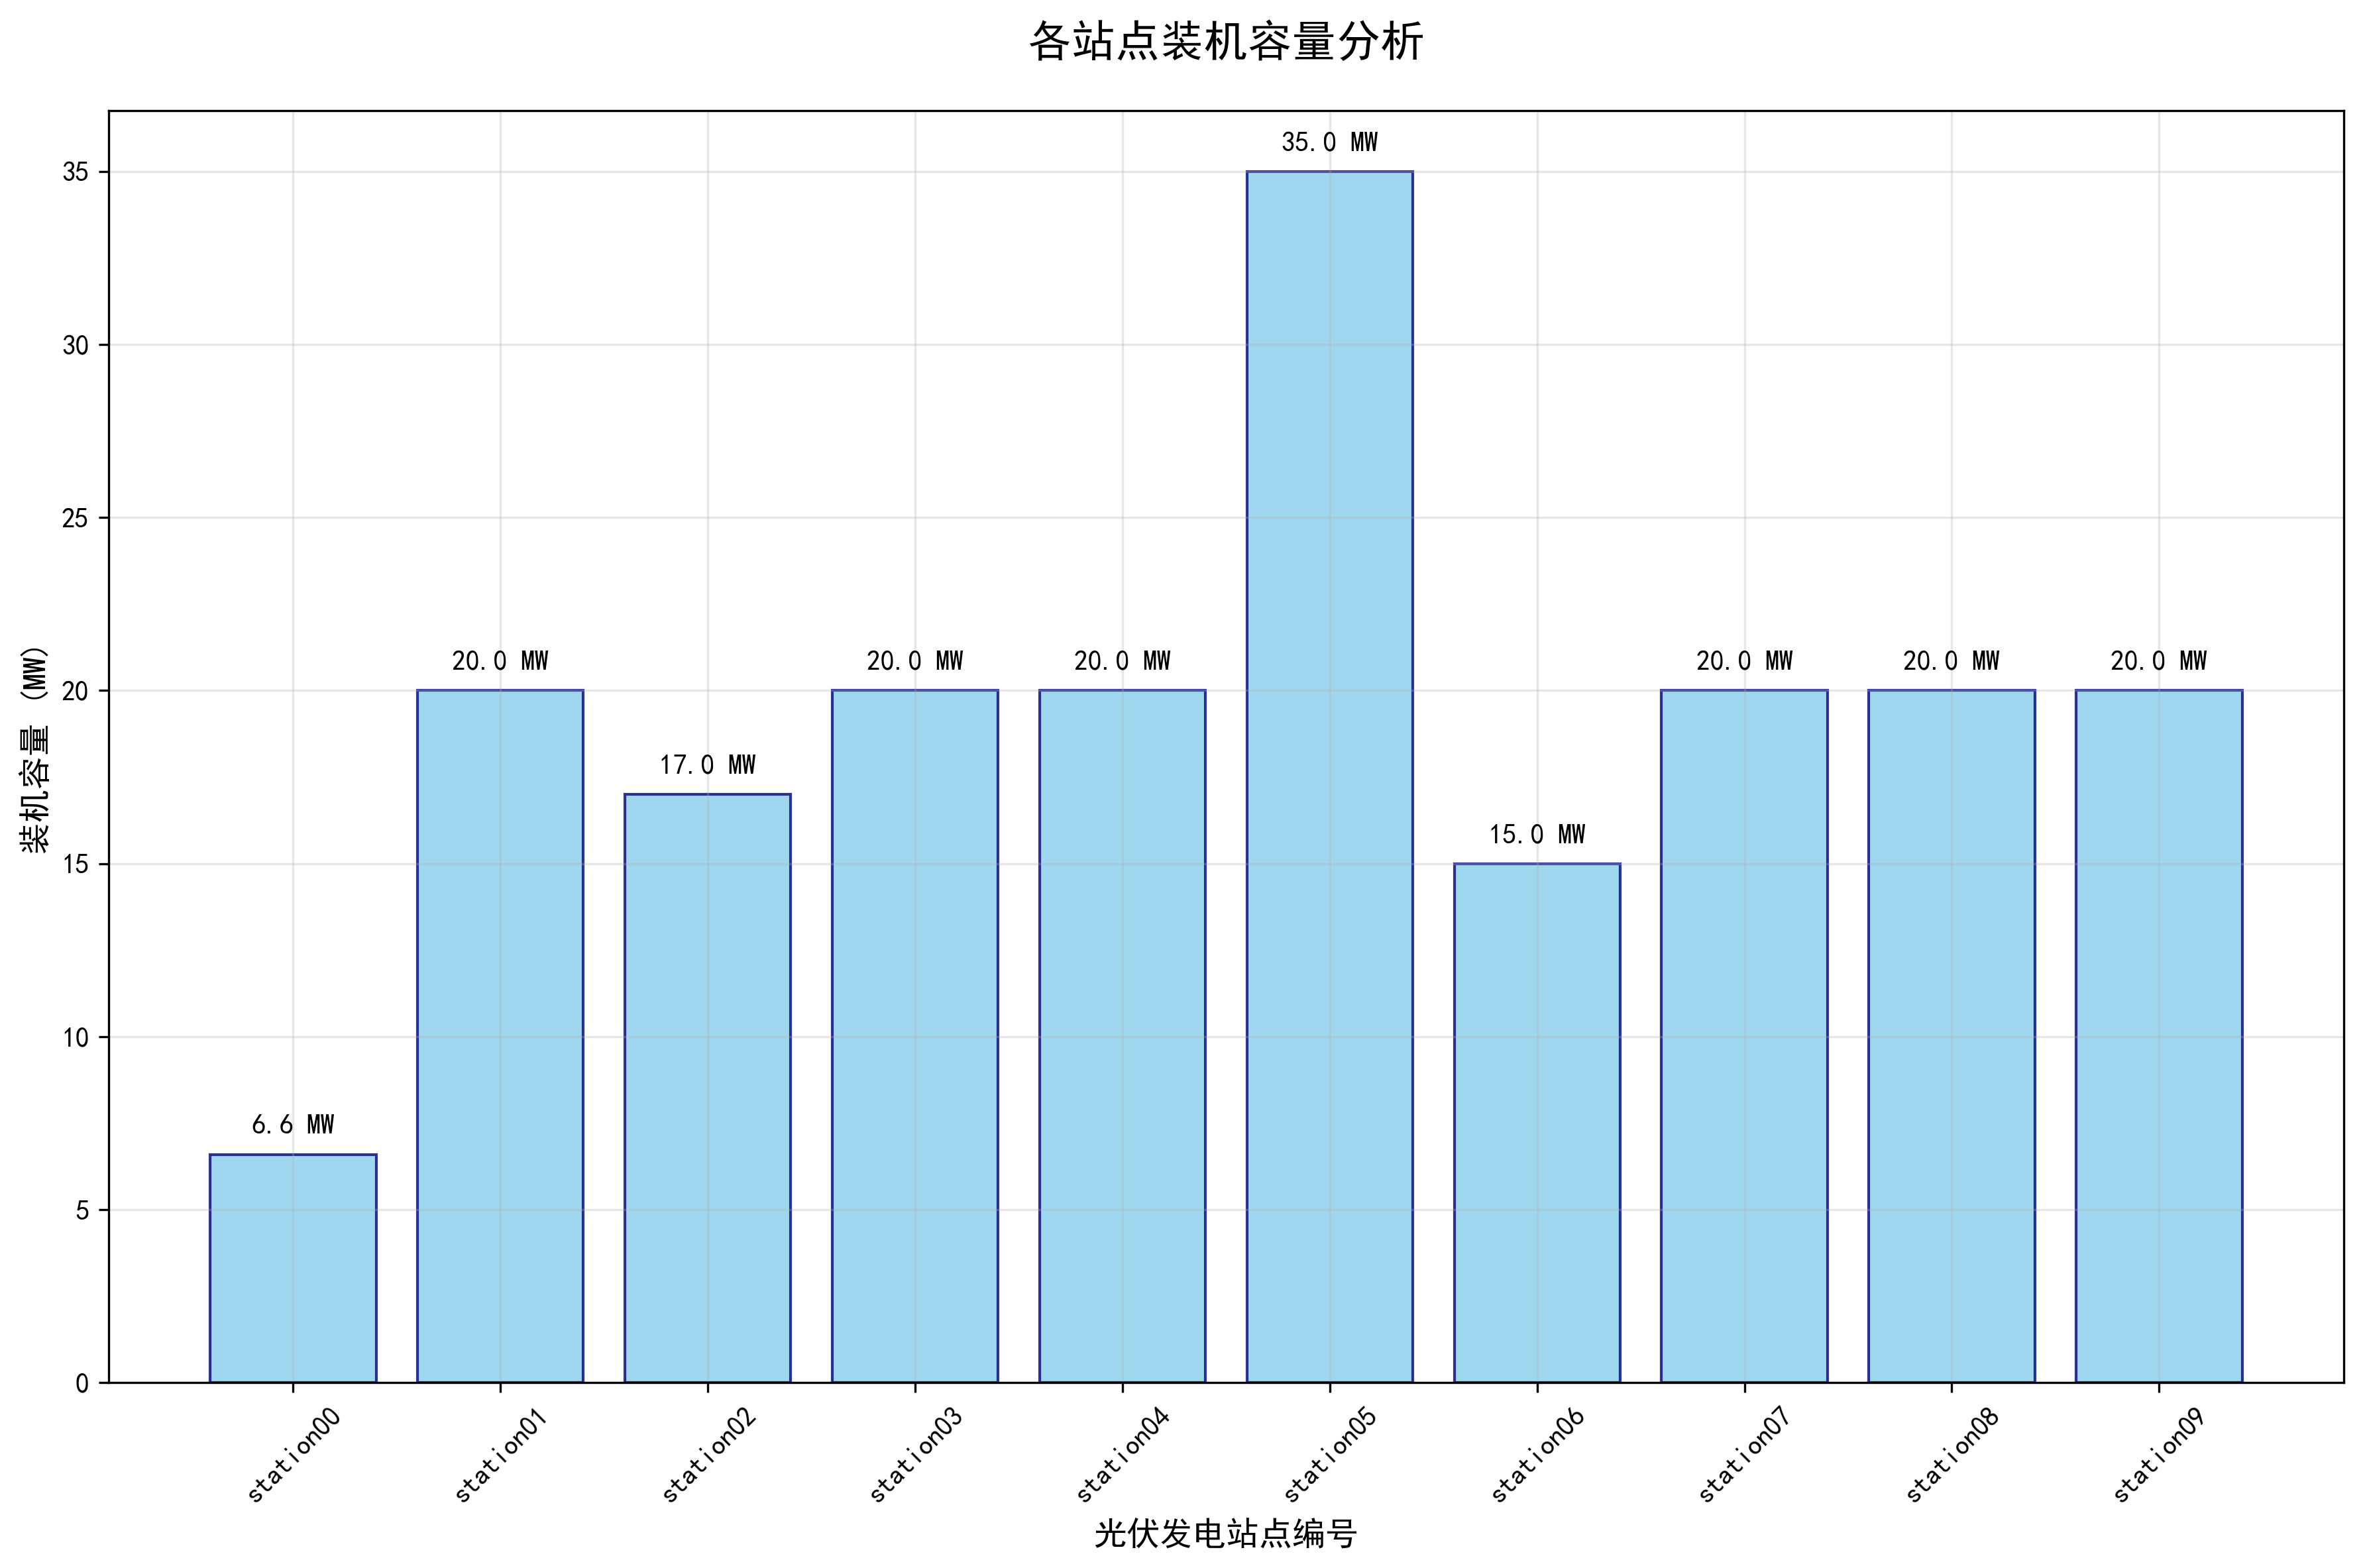 各站点装机容量分析
装机容量 (MW)
35
30
25
20
15
10
5
0
6.6 MW
20.0 MW
17.0 MW
20.0 MW
20.0 MW
35.0 MW
15.0 MW
20.0 MW
20.0 MW
20.0 MW
station00
station01
station02
station03
station04
station05
station06
station07
station08
station09
光伏发电站点编号